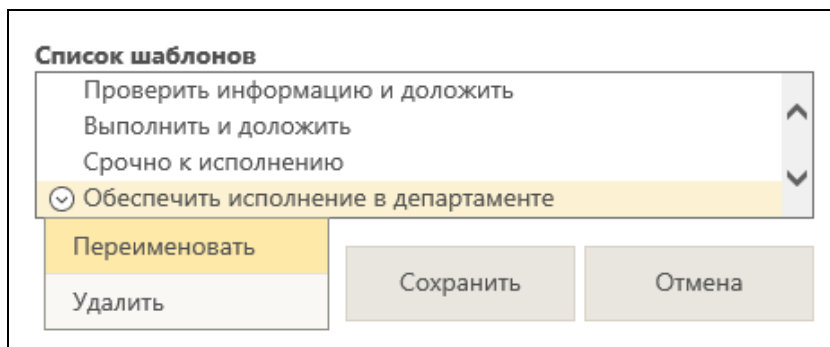 Список шаблонов
Проверить информацию и доложить
Выполнить и доложить
Срочно к исполнению
Обеспечить исполнение в департаменте
Переименовать
Удалить
Сохранить
Отмена